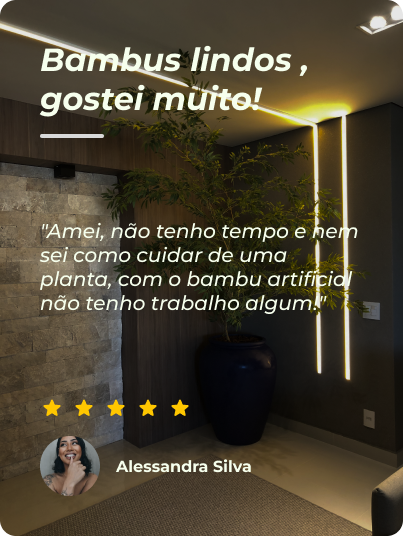 Bambus lindos ,
gostei muito!
"Amei, não tenho tempo e nem
sei como cuidar de uma
planta, com o bambu artificial
não tenho trabalho algum!"
Alessandra Silva